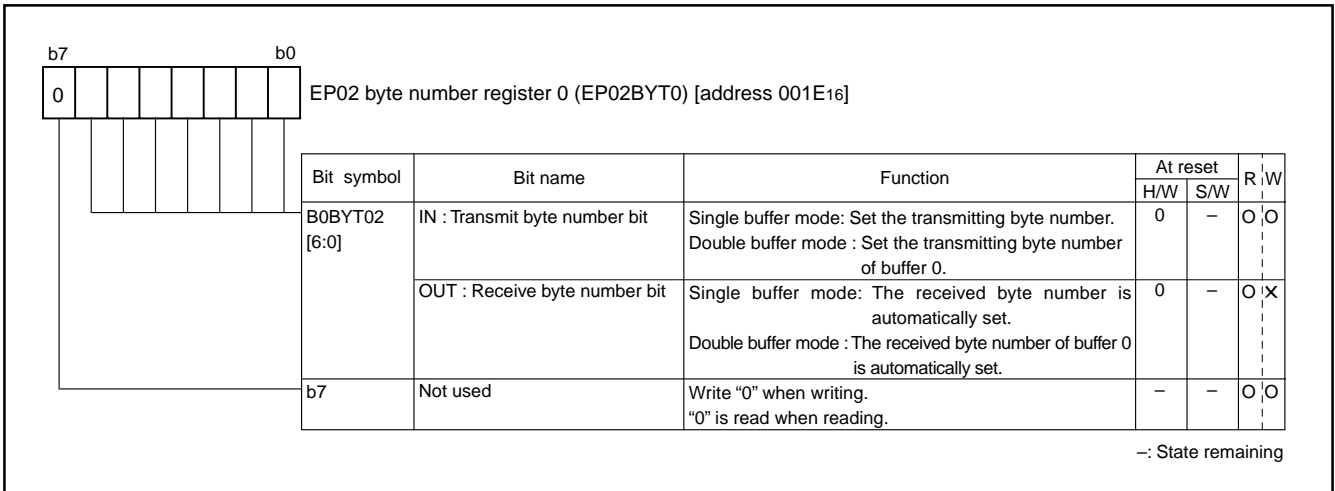 b7 b0
0 EP02 byte number register 0 (EP02BYT0) [address 001E16]
Bit symbol Bit name Function At reset R W
H/W S/W
B0BYT02 IN : Transmit byte number bit Single buffer mode: Set the transmitting byte number. 0 – O O
[6:0] Double buffer mode : Set the transmitting byte number
of buffer 0.
OUT : Receive byte number bit Single buffer mode: The received byte number is 0 – O ×
automatically set.
Double buffer mode : The received byte number of buffer 0
is automatically set.
b7 Not used Write “0” when writing. – – O O
“0” is read when reading.
–: State remaining